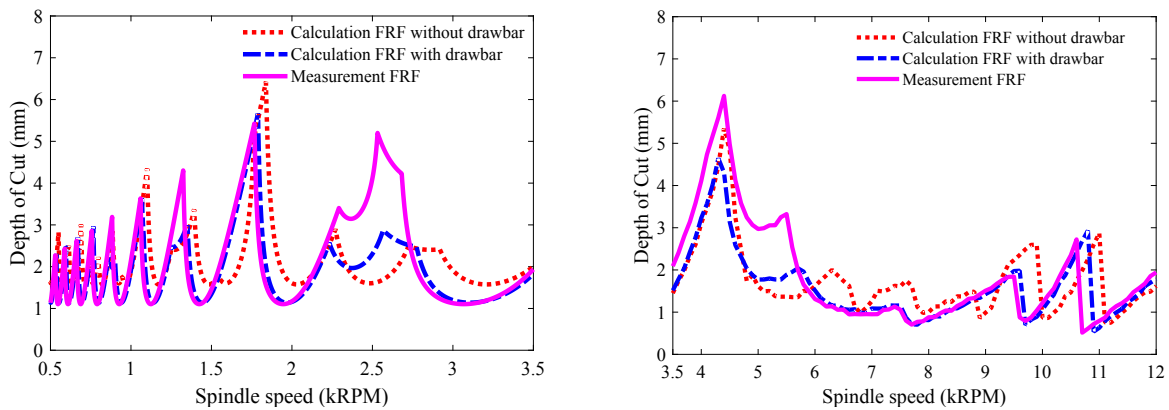 8
7
6
5
4
3
2
1
0
Depth of Cut (mm)
Calculation FRF without drawbar
Calculation FRF with drawbar
Measurement FRF
0.5 1 1.5 2 2.5 3 3.5
Spindle speed (kRPM)
8
7
6
5
4
3
2
1
0
Depth of Cut (mm)
Calculation FRF without drawbar
Calculation FRF with drawbar
Measurement FRF
3.5 4 5 6 7 8 9 10 11 12
Spindle speed (kRPM)